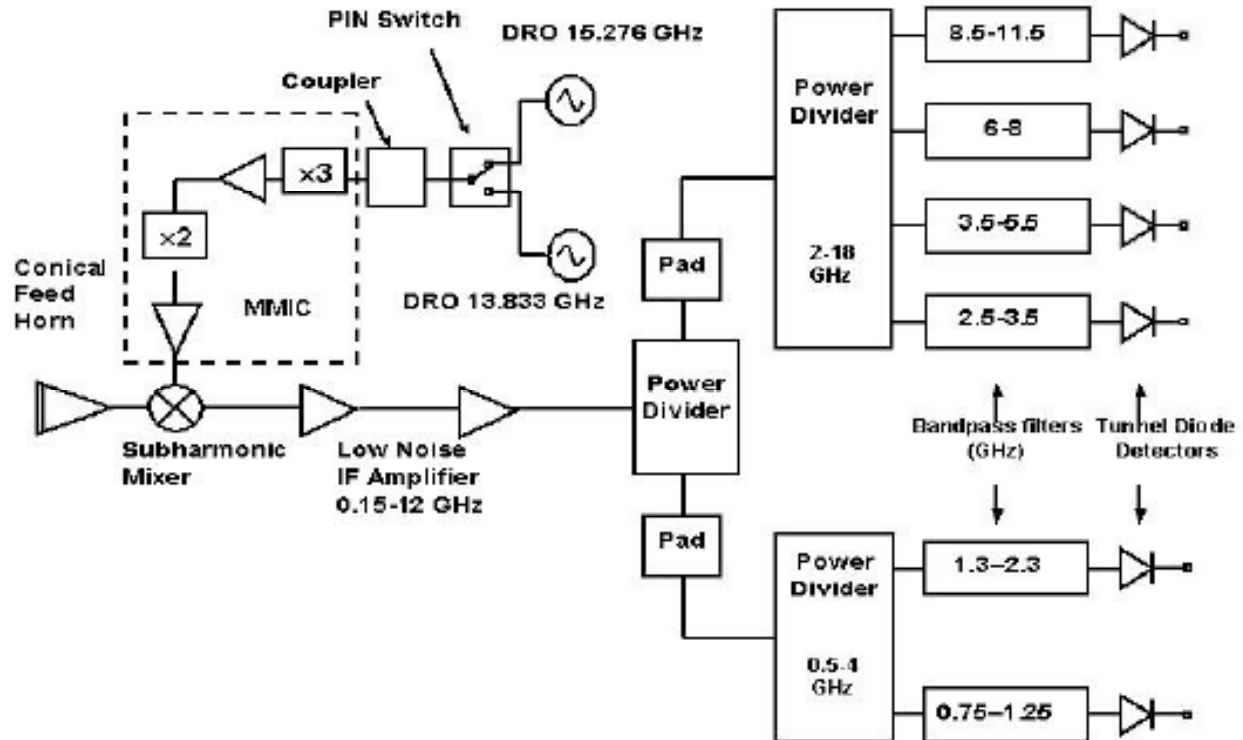 PIN Switch
DRO 15.276 GHz
Coupler
×3
×2
MMIC
DRO 13.833 GHz
Conical
Feed
Horn
Subharmonic
Mixer
Low Noise
IF Amplifier
0.15-12 GHz
Pad
Power
Divider
Pad
Power
Divider
2-18
GHz
8.5-11.5
6-8
3.5-5.5
2.5-3.5
Bandpass filters
(GHz)
Tunnel Diode
Detectors
Power
Divider
0.5-4
GHz
1.3–2.3
0.75–1.25